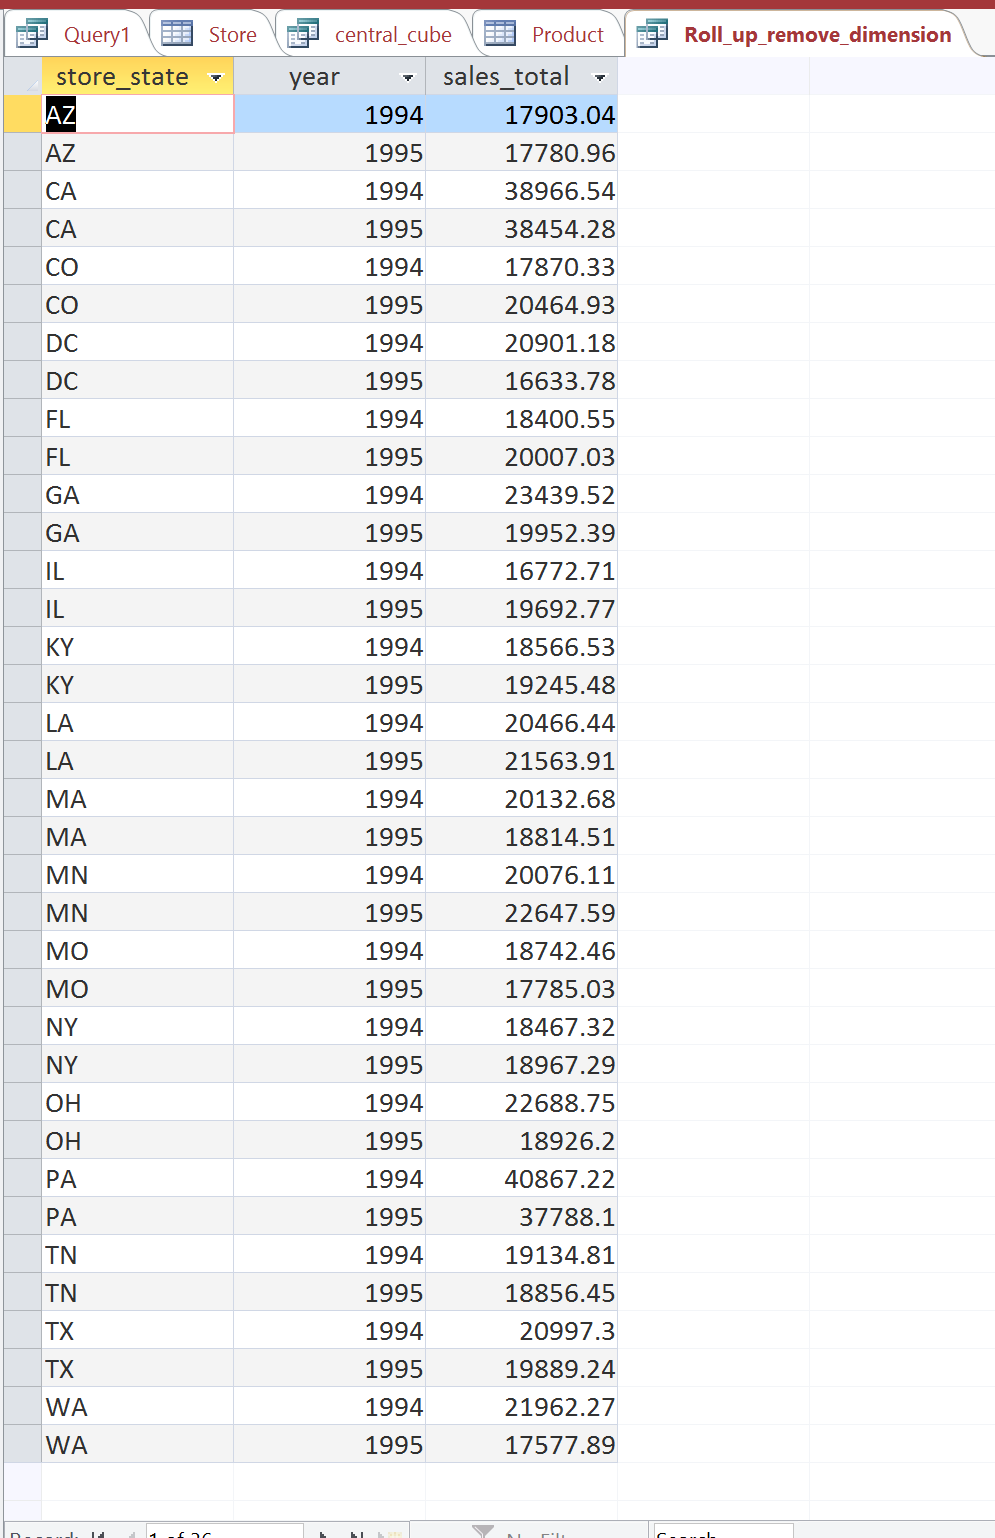 Query1 Store central_cube Product Roll_up_remove_dimension
store_state year sales_total
AZ 1994 17903.04
AZ 1995 17780.96
CA 1994 38966.54
CA 1995 38454.28
CO 1994 17870.33
CO 1995 20464.93
DC 1994 20901.18
DC 1995 16633.78
FL 1994 18400.55
FL 1995 20007.03
GA 1994 23439.52
GA 1995 19952.39
IL 1994 16772.71
IL 1995 19692.77
KY 1994 18566.53
KY 1995 19245.48
LA 1994 20466.44
LA 1995 21563.91
MA 1994 20132.68
MA 1995 18814.51
MN 1994 20076.11
MN 1995 22647.59
MO 1994 18742.46
MO 1995 17785.03
NY 1994 18467.32
NY 1995 18967.29
OH 1994 22688.75
OH 1995 18926.2
PA 1994 40867.22
PA 1995 37788.1
TN 1994 19134.81
TN 1995 18856.45
TX 1994 20997.3
TX 1995 19889.24
WA 1994 21962.27
WA 1995 17577.89
Record: 1 of 36 No Filt Search